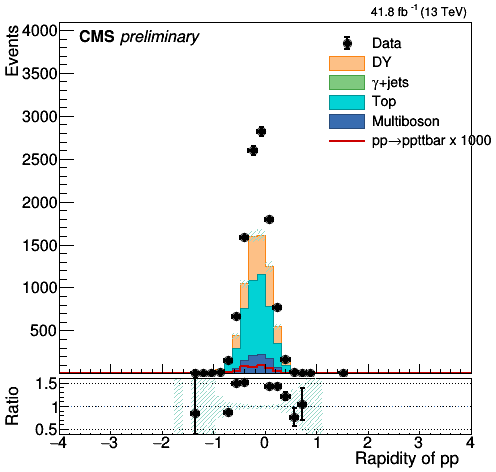 41.8 fb⁻¹ (13 TeV)
CMS preliminary
Events
4000
3500
3000
2500
2000
1500
1000
500
Data
DY
γ+jets
Top
Multiboson
pp→ppttbar x 1000
Ratio
1.5
1
0.5
−4 −3 −2 −1 0 1 2 3 4
Rapidity of pp